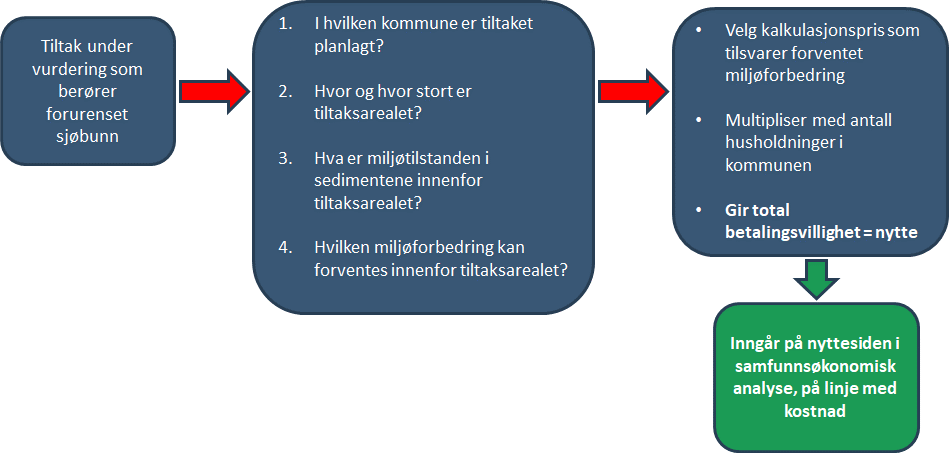 Tiltak under
vurdering som
berører
forurenset
sjøbunn
1. I hvilken kommune er tiltaket
planlagt?
2. Hvor og hvor stort er
tiltaksarealet?
3. Hva er miljøtilstanden i
sedimentene innenfor
tiltaksarealet?
4. Hvilken miljøforbedring kan
forventes innenfor tiltaksarealet?
• Velg kalkulasjonspris som
tilsvarer forventet
miljøforbedring
• Multipliser med antall
husholdninger i
kommunen
• Gir total
betalingsvillighet = nytte
Inngår på nyttesiden i
samfunnsøkonomisk
analyse, på linje med
kostnad